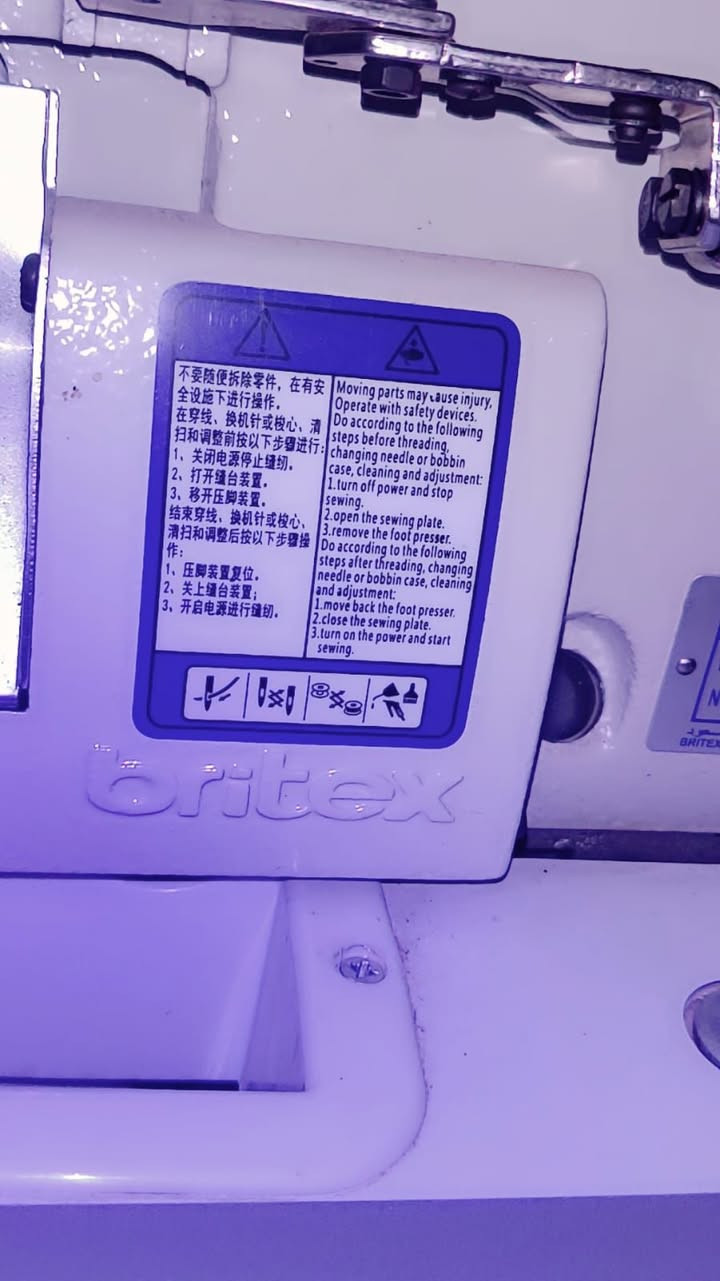 不要随便拆除零件，在有安
全设施下进行操作。
在穿线、换机针或梭心、清
扫和调整前按以下步骤进行：
1、关闭电源停止缝纫。
2、打开缝台装置。
3、移开压脚装置。
结束穿线、换机针或梭心、
清扫和调整后按以下步骤操
作：
1、压脚装置复位。
2、关上缝台装置；
3、开启电源进行缝纫。
Moving parts may cause injury,
Operate with safety devices.
Do according to the following
steps before threading,
changing needle or bobbin
case, cleaning and adjustment:
1.turn off power and stop
sewing.
2.open the sewing plate.
3.remove the foot presser.
Do according to the following
steps after threading, changing
needle or bobbin case, cleaning
and adjustment:
1.move back the foot presser.
2.close the sewing plate.
3.turn on the power and start
sewing.
britex
BRITEX